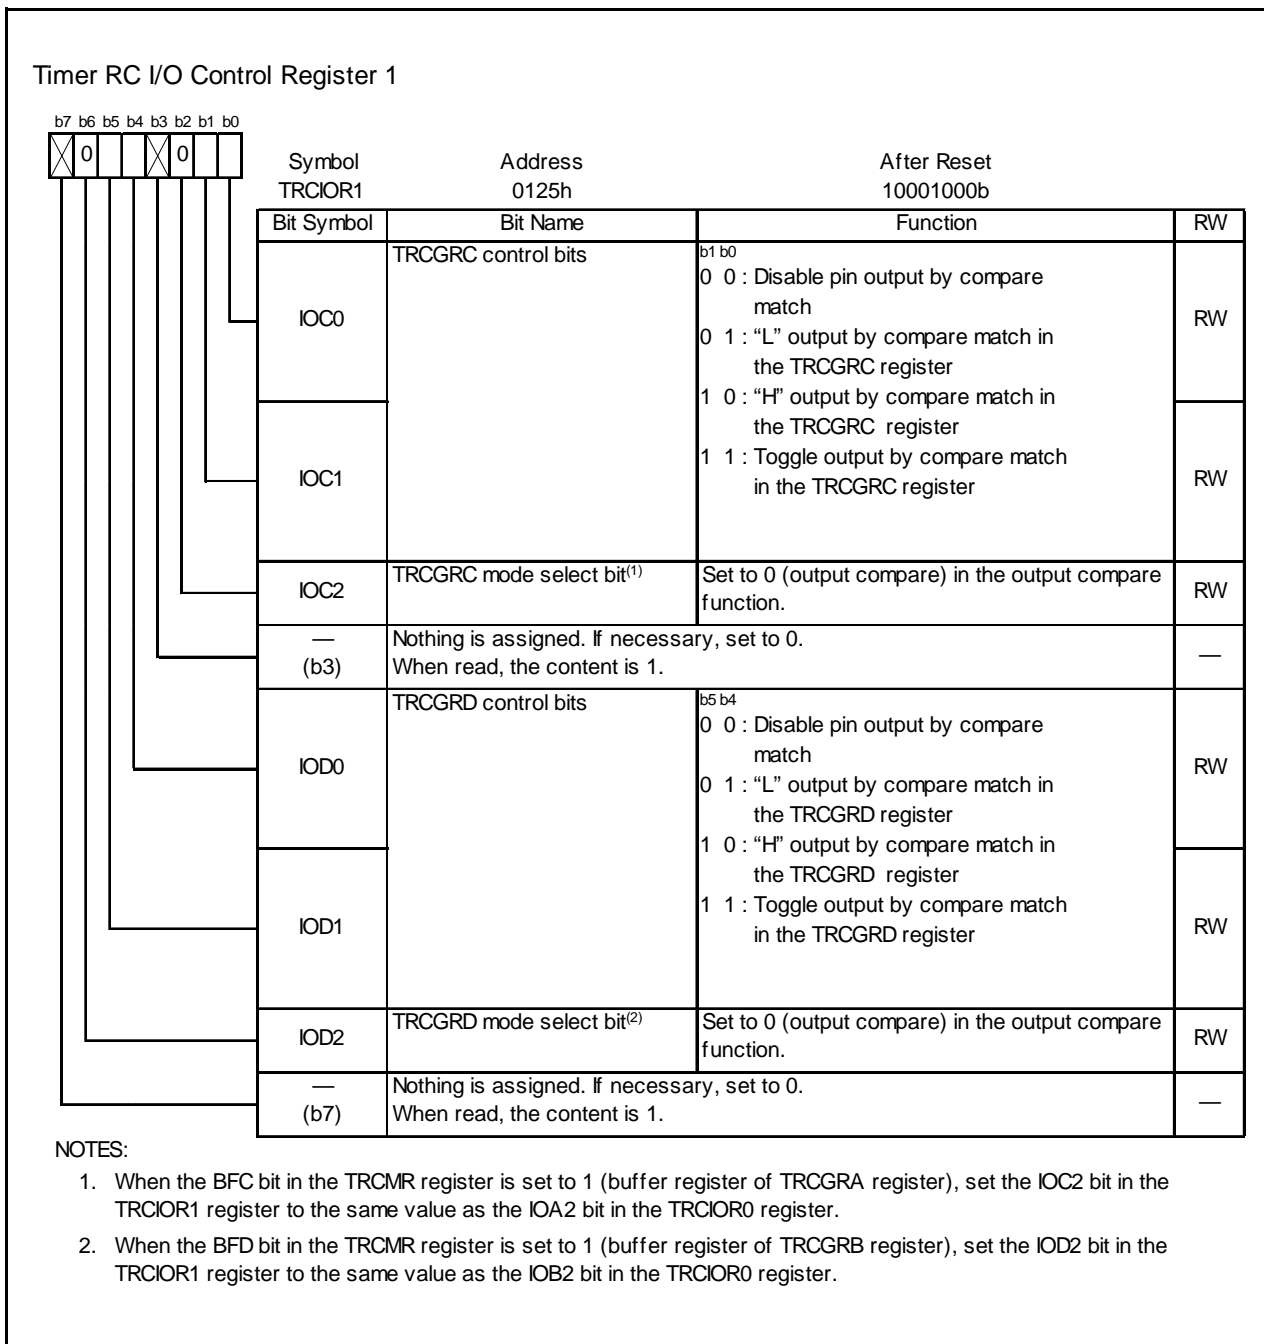 Timer RC I/O Control Register 1
b7 b6 b5 b4 b3 b2 b1 b0
0 0
Symbol Address After Reset
TRCIOR1 0125h 10001000b
Bit Symbol Bit Name Function RW
IOC0 TRCGRC control bits RW
b1 b0
0 0 : Disable pin output by compare
match
0 1 : “L” output by compare match in
the TRCGRC register
1 0 : “H” output by compare match in
the TRCGRC register
1 1 : Toggle output by compare match
in the TRCGRC register
IOC1 RW
IOC2 TRCGRC mode select bit(1) Set to 0 (output compare) in the output compare
function. RW
— Nothing is assigned. If necessary, set to 0.
(b3) When read, the content is 1. —
IOD0 TRCGRD control bits RW
b5 b4
0 0 : Disable pin output by compare
match
0 1 : “L” output by compare match in
the TRCGRD register
1 0 : “H” output by compare match in
the TRCGRD register
1 1 : Toggle output by compare match
in the TRCGRD register
IOD1 RW
IOD2 TRCGRD mode select bit(2) Set to 0 (output compare) in the output compare
function. RW
— Nothing is assigned. If necessary, set to 0.
(b7) When read, the content is 1. —
NOTES:
1. When the BFC bit in the TRCMR register is set to 1 (buffer register of TRCGRA register), set the IOC2 bit in the
TRCIOR1 register to the same value as the IOA2 bit in the TRCIOR0 register.
2. When the BFD bit in the TRCMR register is set to 1 (buffer register of TRCGRB register), set the IOD2 bit in the
TRCIOR1 register to the same value as the IOB2 bit in the TRCIOR0 register.